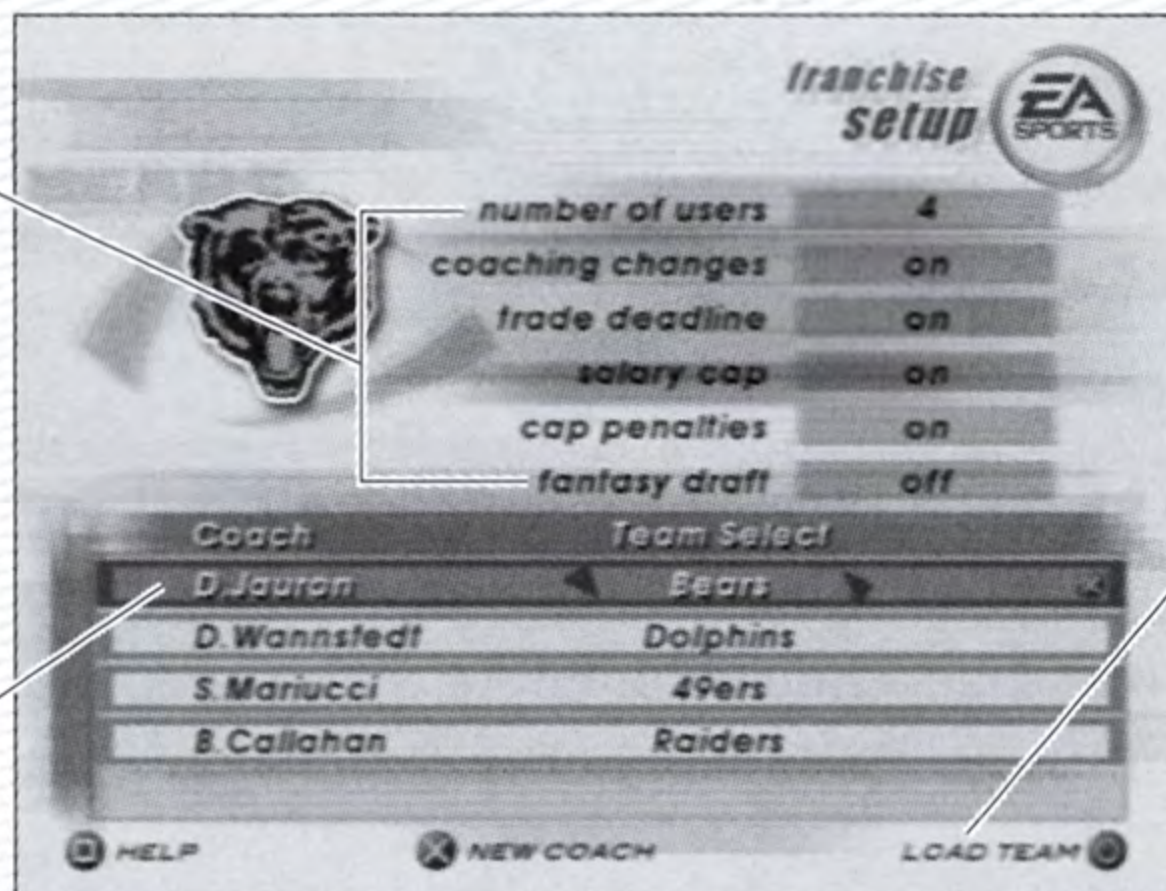 franchise
setup
EA
SPORTS
number of users 4
coaching changes on
trade deadline on
salary cap on
cap penalties on
fantasy draft off
Coach Team Select
D.Jauron Bears
D.Wannstedt Dolphins
S.Mariucci 49ers
B.Callahan Raiders
HELP NEW COACH LOAD TEAM